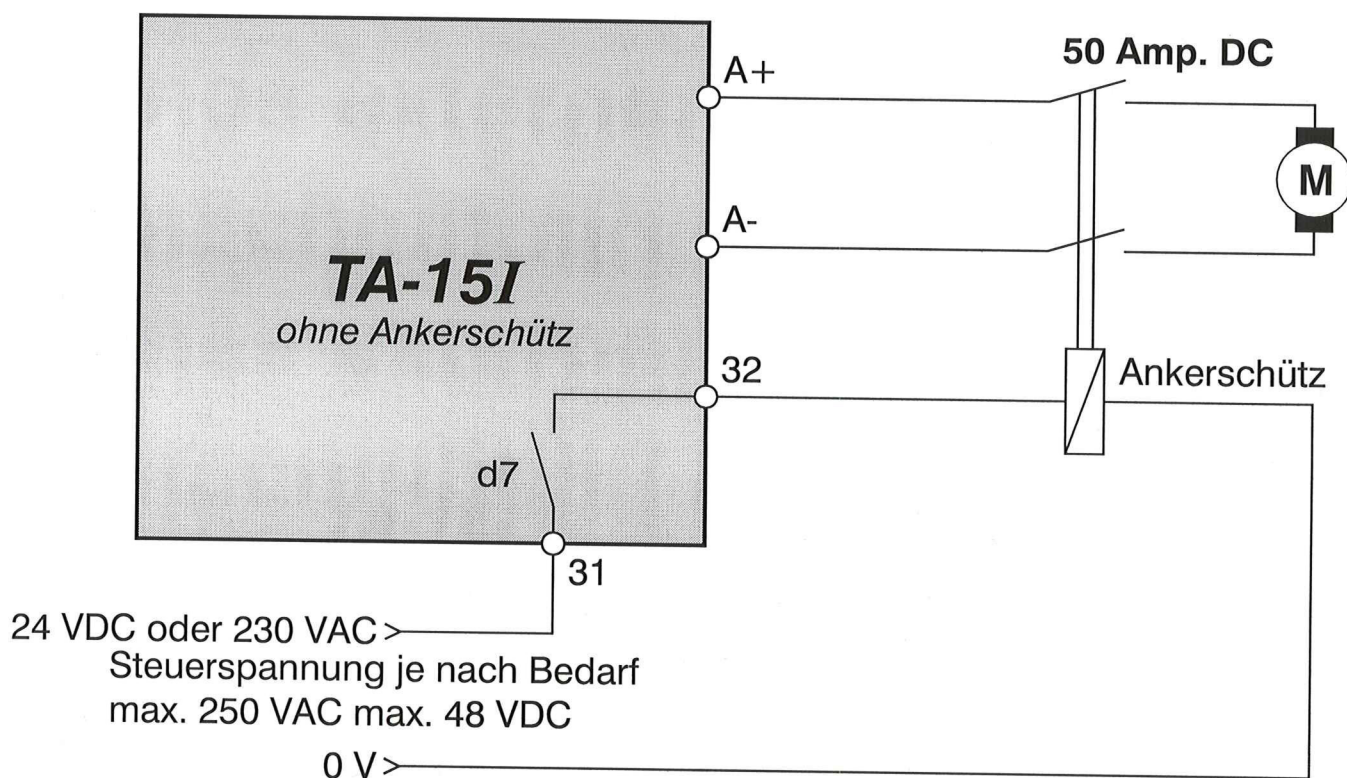 50 Amp. DC
A+
M
A-
TA-15I
ohne Ankerschütz
32
Ankerschütz
d7
31
24 VDC oder 230 VAC >
Steuerspannung je nach Bedarf
max. 250 VAC max. 48 VDC
0 V >